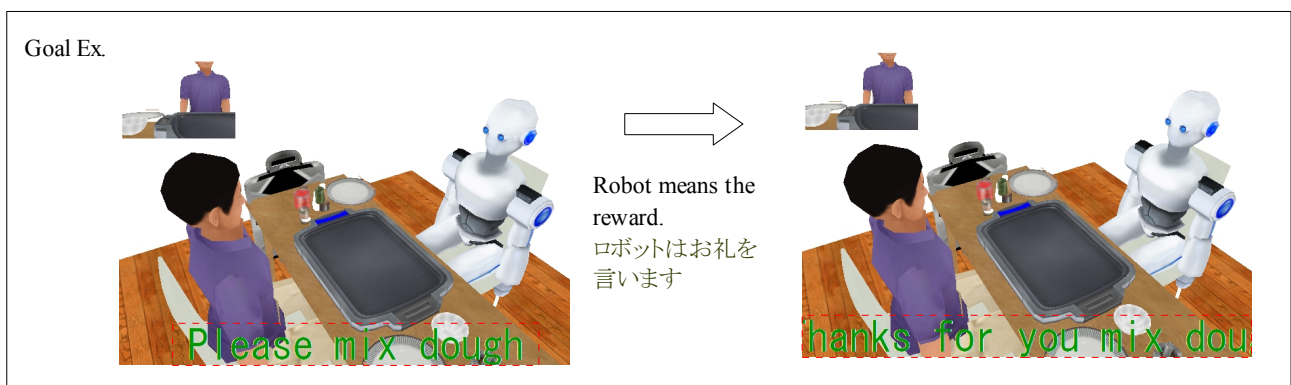 Goal Ex.
Please mix dough
Robot means the
reward.
ロボットはお礼を
言います
hanks for you mix dou